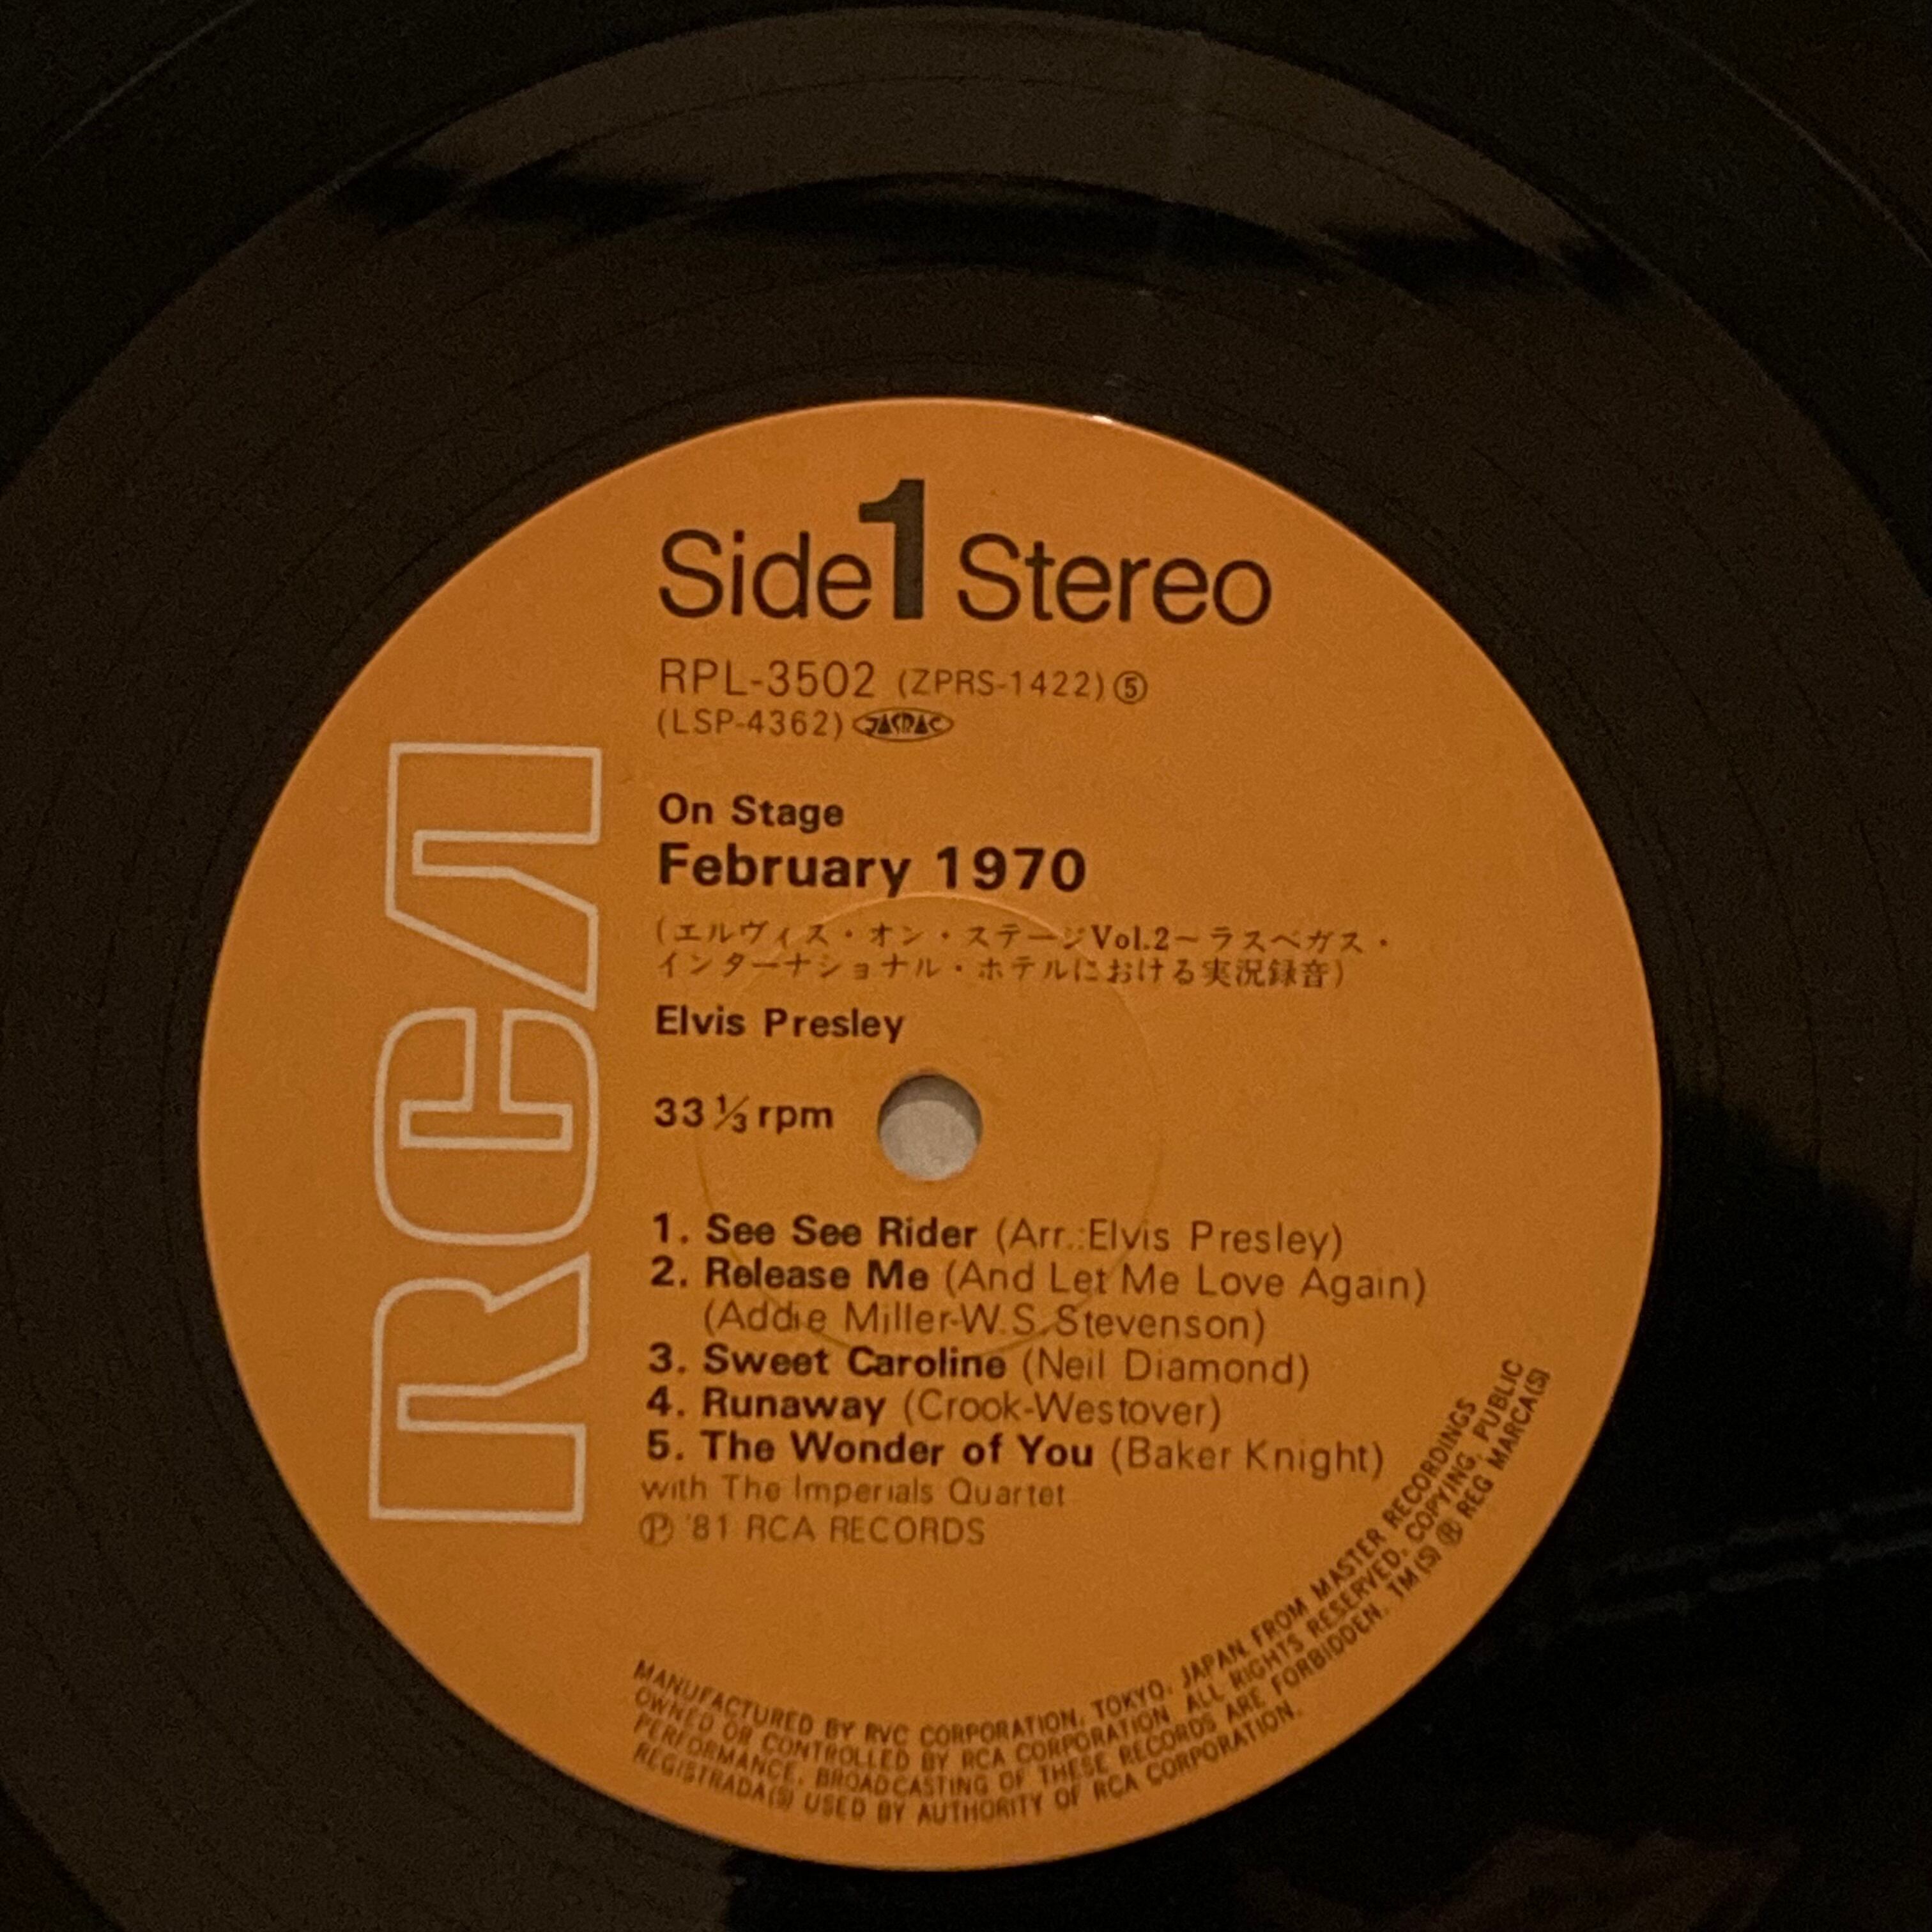 Side 1 Stereo
RPL-3502 (ZPRS-1422) ⑤
(LSP-4362) JASRAC
On Stage
February 1970
(エルヴィス・オン・ステージVol.2~ラスベガス・
インターナショナル・ホテルにおける実況録音)
Elvis Presley
33 ⅓ rpm
1. See See Rider (Arr.:Elvis Presley)
2. Release Me (And Let Me Love Again)
(Addie Miller-W.S.Stevenson)
3. Sweet Caroline (Neil Diamond)
4. Runaway (Crook-Westover)
5. The Wonder of You (Baker Knight)
with The Imperials Quartet
Ⓟ '81 RCA RECORDS
RCA
MANUFACTURED BY RVC CORPORATION, TOKYO, JAPAN, FROM MASTER RECORDINGS
OWNED OR CONTROLLED BY RCA CORPORATION. ALL RIGHTS RESERVED. COPYING, PUBLIC
PERFORMANCE, BROADCASTING OF THESE RECORDS ARE FORBIDDEN. TM(S) ® REG MARCA(S)
REGISTRADA(S) USED BY AUTHORITY OF RCA CORPORATION.